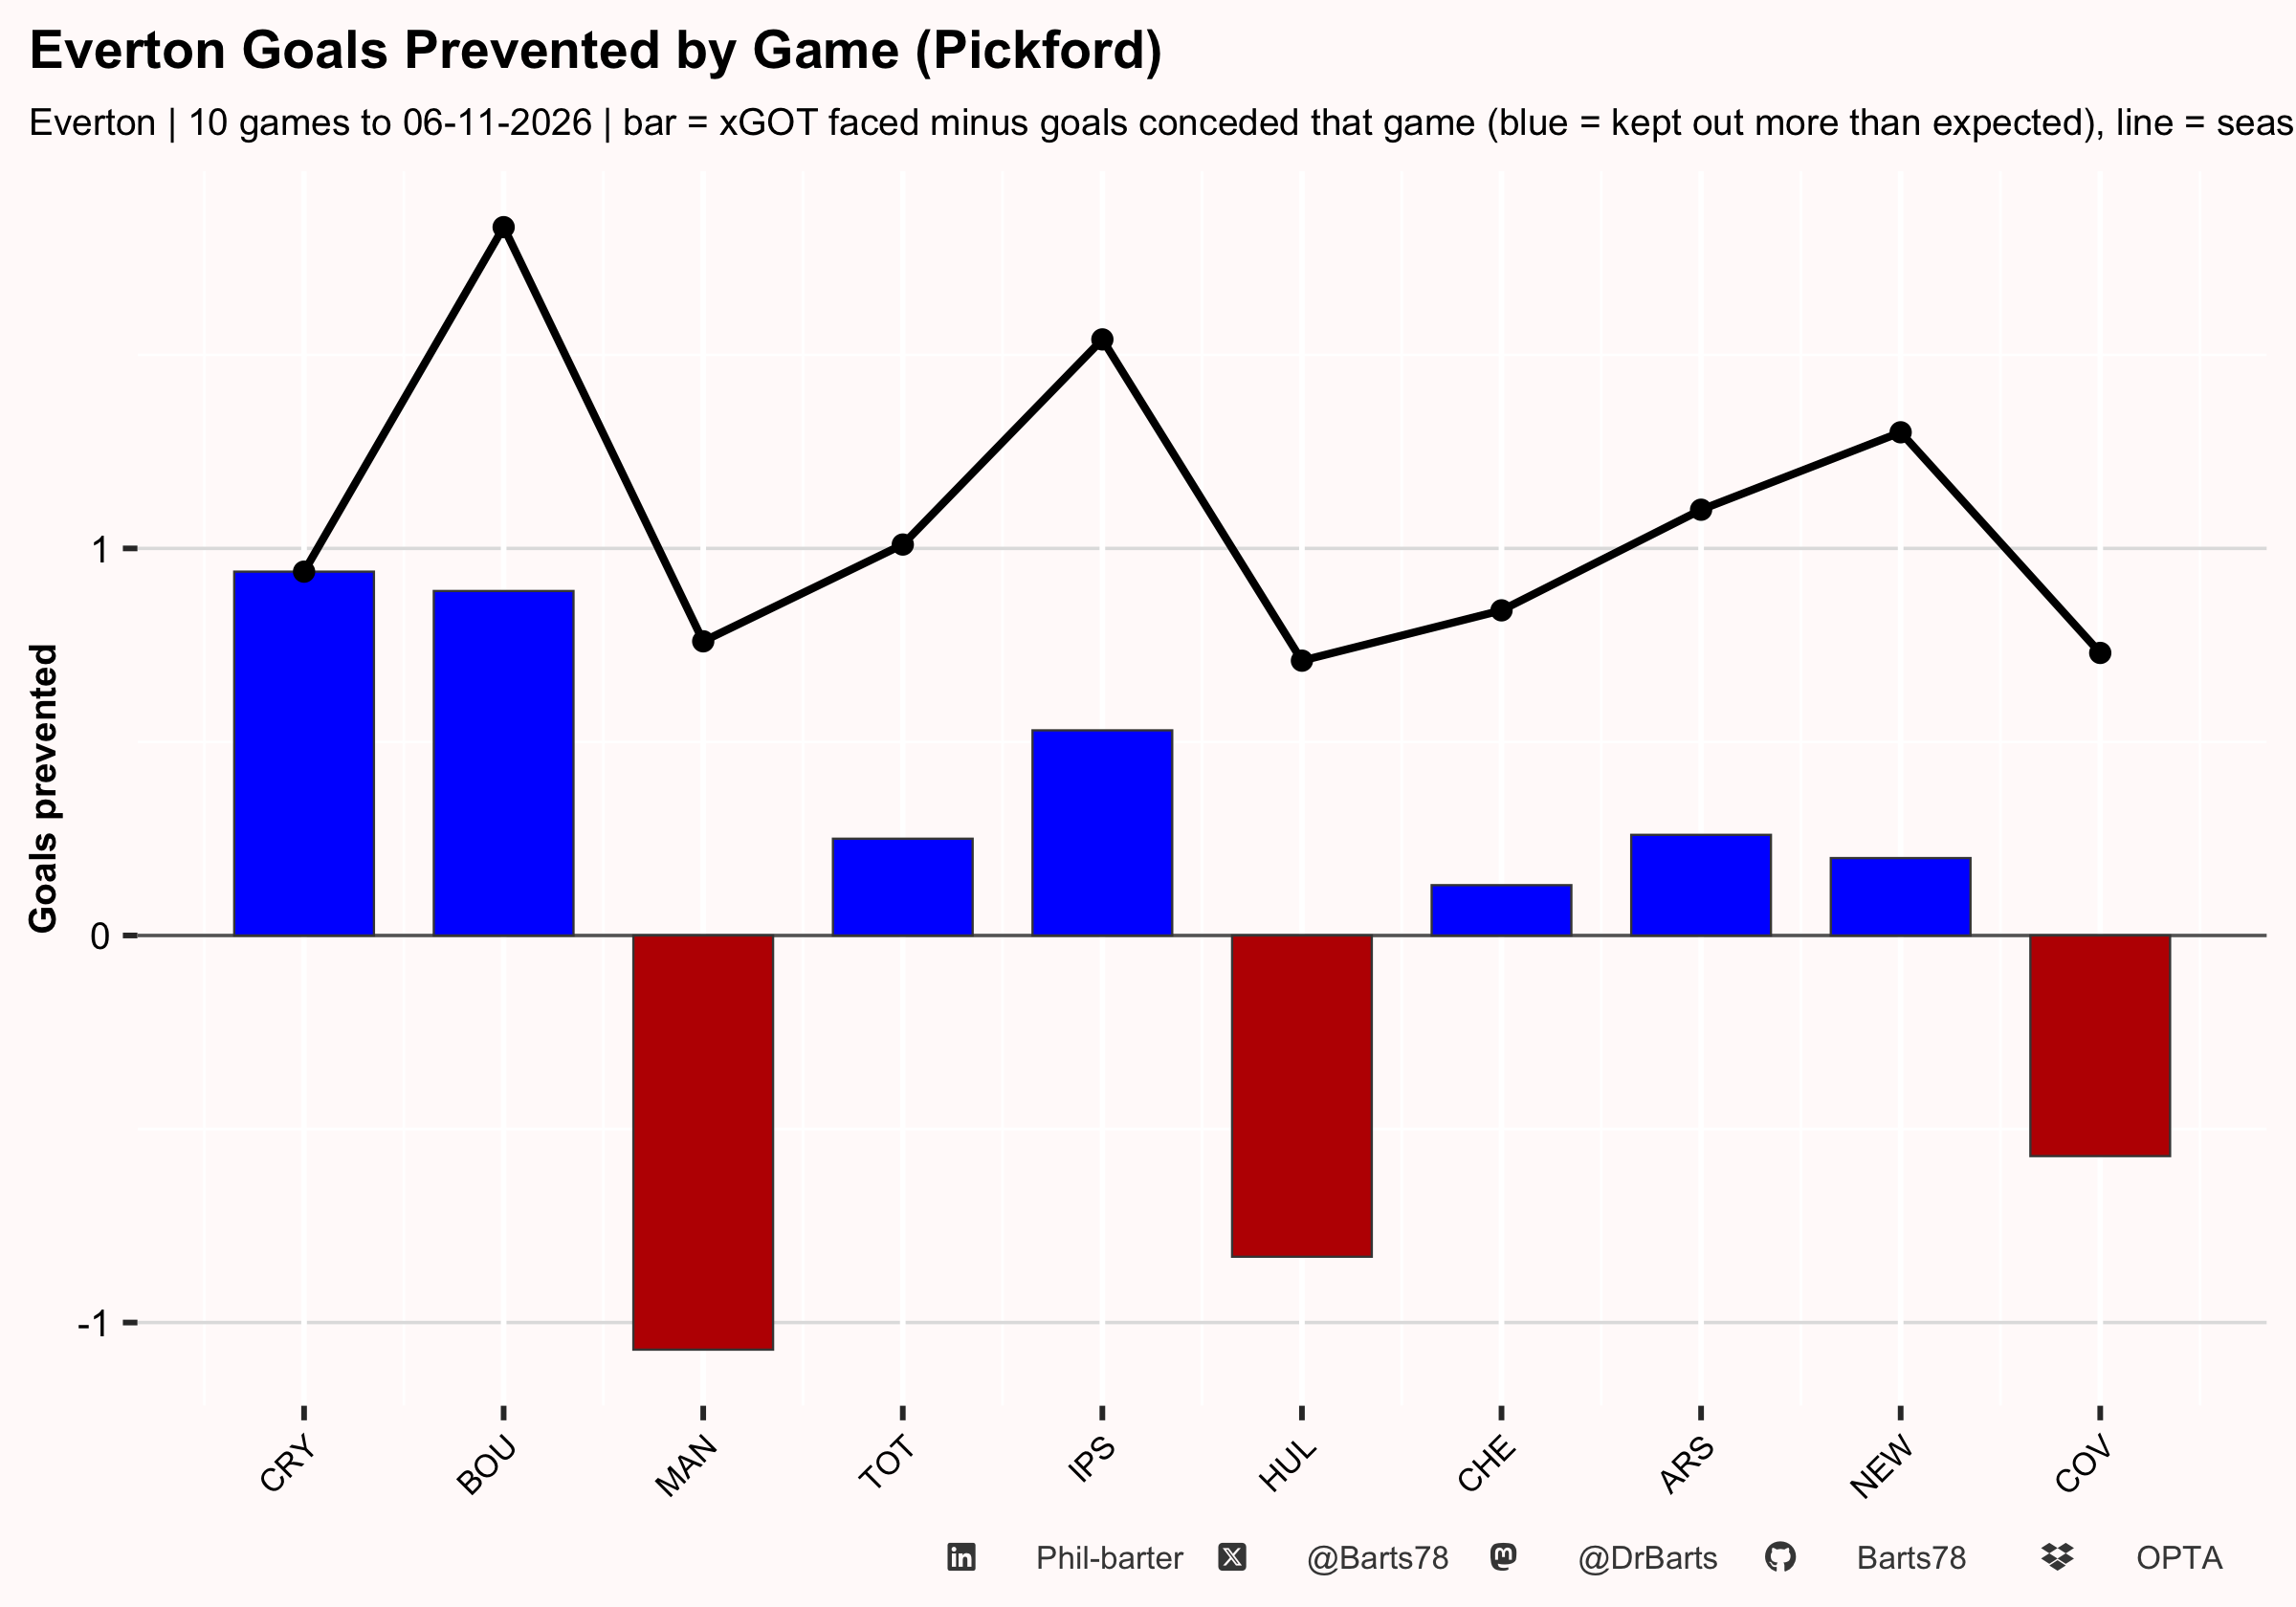 Everton Goals Prevented by Game (Pickford)
Everton | 10 games to 06-11-2026 | bar = xGOT faced minus goals conceded that game (blue = kept out more than expected), line = seas
Goals prevented
1
0
-1
CRY
BOU
MAN
TOT
IPS
HUL
CHE
ARS
NEW
COV
Phil-barter @Barts78 @DrBarts Barts78 OPTA